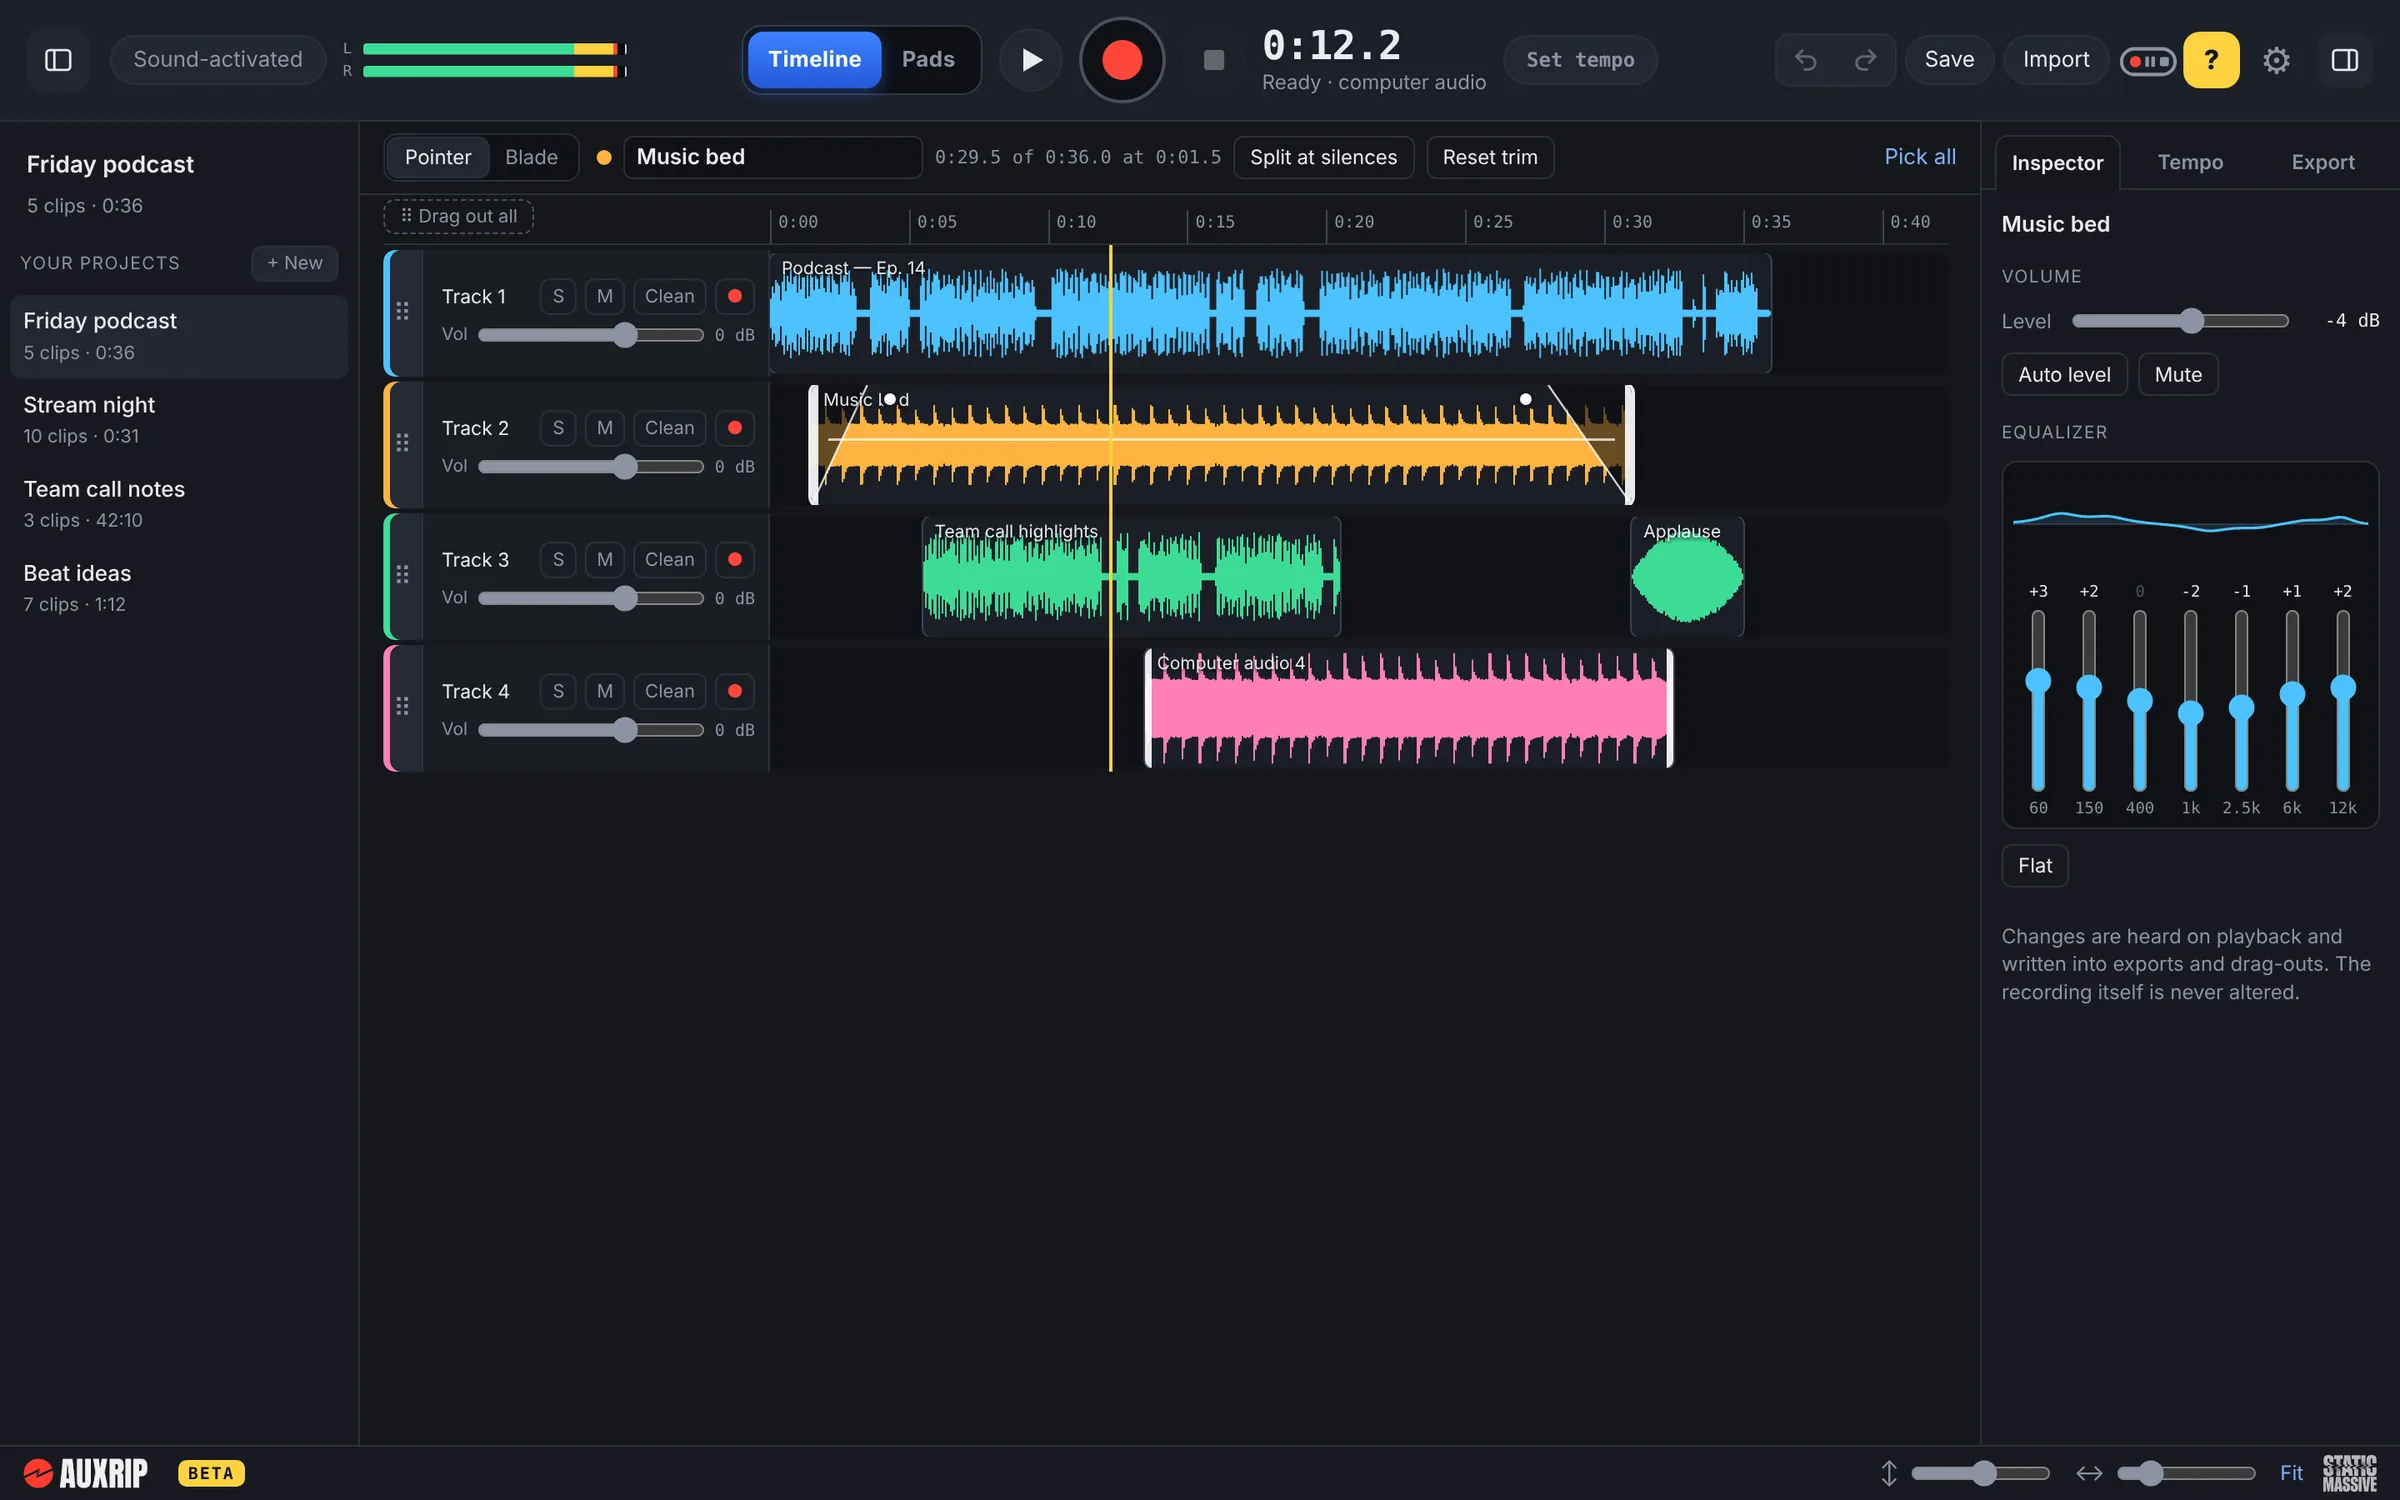 Sound-activated
L
R
Timeline
Pads
0:12.2
Ready · computer audio
Set tempo
Save
Import
?
Friday podcast
5 clips · 0:36
YOUR PROJECTS
+ New
Friday podcast
5 clips · 0:36
Stream night
10 clips · 0:31
Team call notes
3 clips · 42:10
Beat ideas
7 clips · 1:12
Pointer
Blade
Music bed
0:29.5 of 0:36.0 at 0:01.5
Split at silences
Reset trim
Pick all
Drag out all
0:00
0:05
0:10
0:15
0:20
0:25
0:30
0:35
0:40
Track 1
S
M
Clean
Vol
0 dB
Podcast — Ep. 14
Track 2
S
M
Clean
Vol
0 dB
Music
Track 3
S
M
Clean
Vol
0 dB
Team call highlights
Applause
Track 4
S
M
Clean
Vol
0 dB
Computer audio 4
Inspector
Tempo
Export
Music bed
VOLUME
Level
-4 dB
Auto level
Mute
EQUALIZER
+3 +2 0 -2 -1 +1 +2
60 150 400 1k 2.5k 6k 12k
Flat
Changes are heard on playback and
written into exports and drag-outs. The
recording itself is never altered.
AUXRIP
BETA
Fit
STATIC
MASSIVE